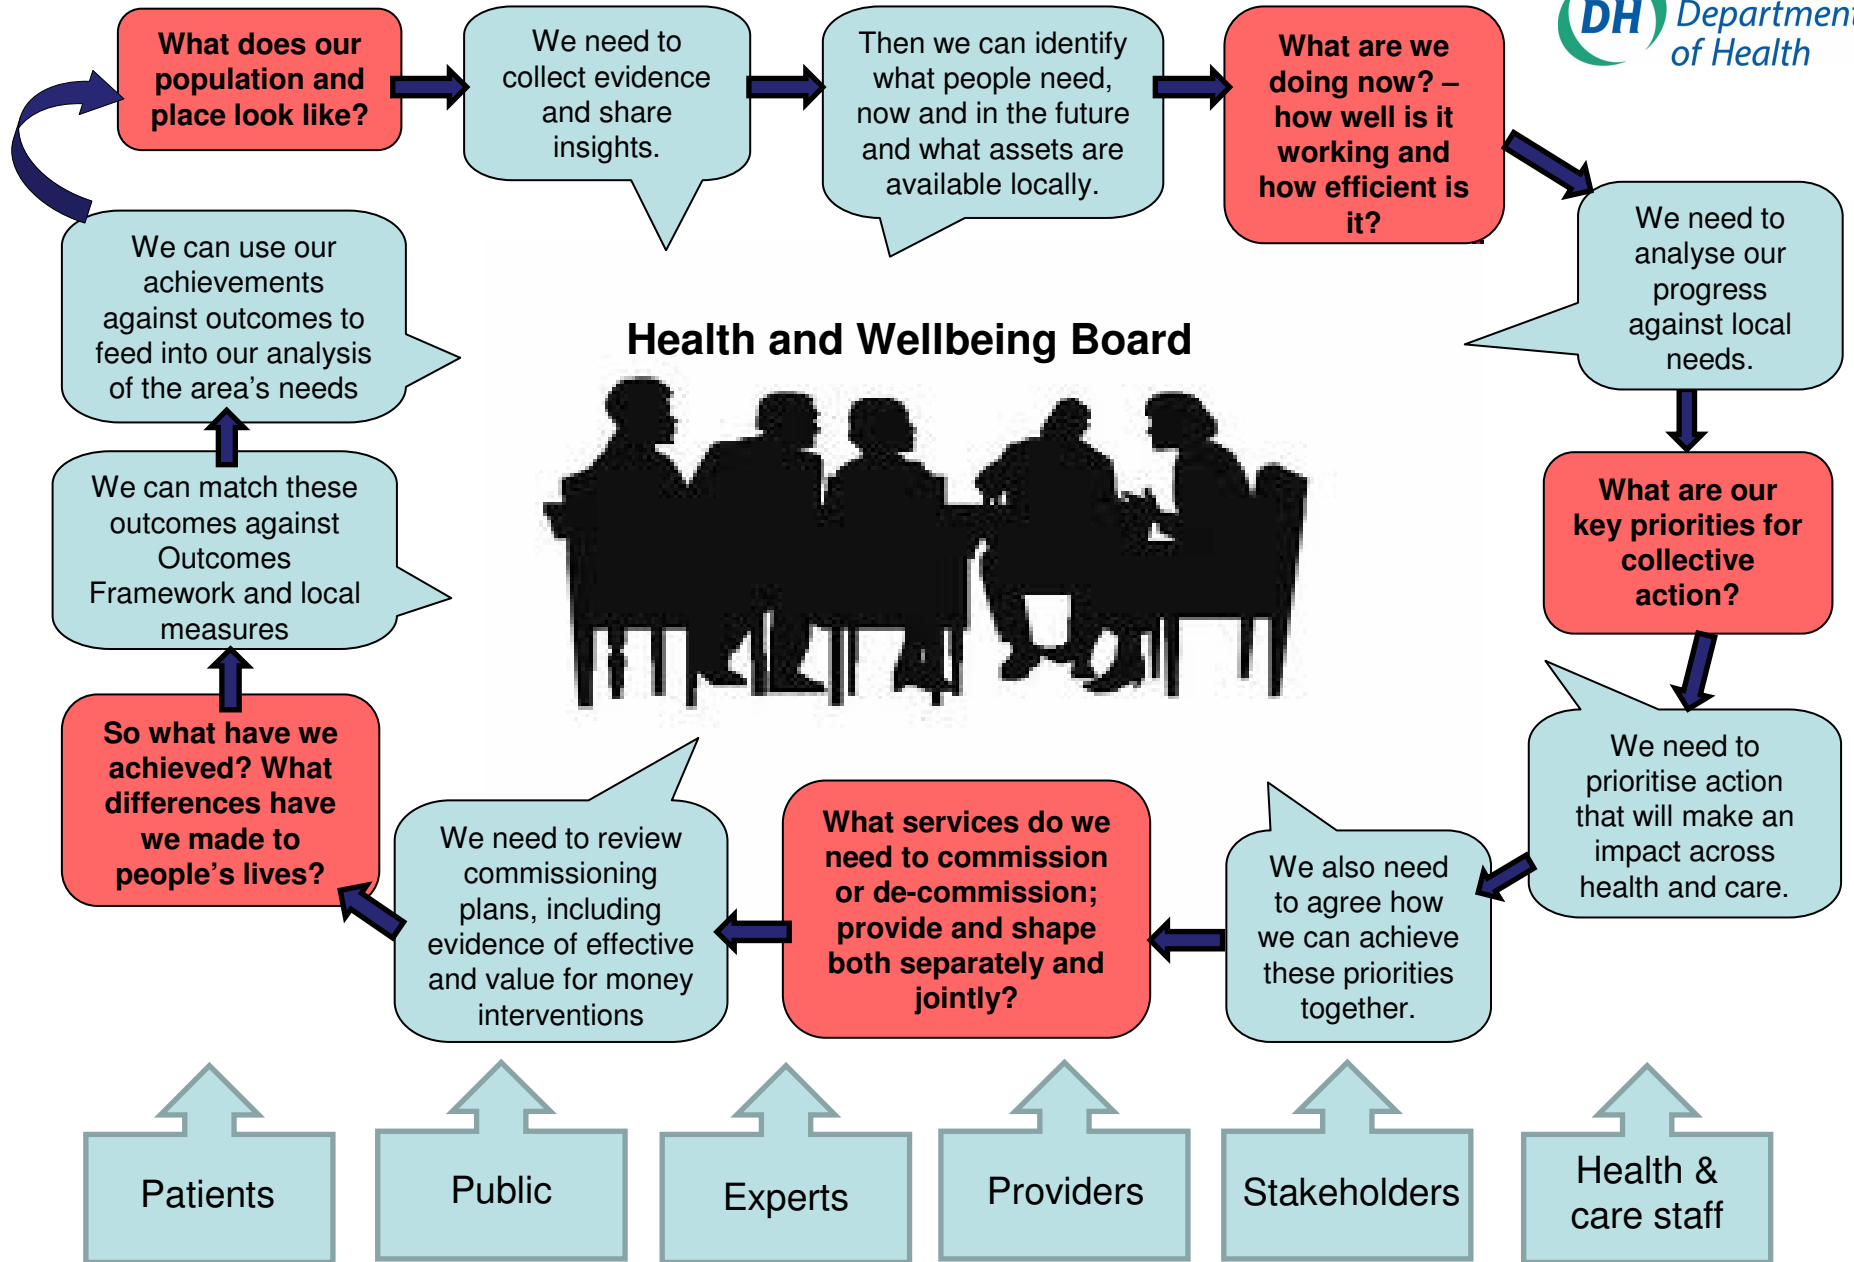 What does our
population and
place look like?
We need to
collect evidence
and share
insights.
Then we can identify
what people need,
now and in the future
and what assets are
available locally.
What are we
doing now? –
how well is it
working and
how efficient is
it?
DH
Department
of Health
We need to
analyse our
progress
against local
needs.
What are our
key priorities for
collective
action?
We need to
prioritise action
that will make an
impact across
health and care.
We also need
to agree how
we can achieve
these priorities
together.
What services do we
need to commission
or de-commission;
provide and shape
both separately and
jointly?
We need to review
commissioning
plans, including
evidence of effective
and value for money
interventions
So what have we
achieved? What
differences have
we made to
people’s lives?
We can match these
outcomes against
Outcomes
Framework and local
measures
We can use our
achievements
against outcomes to
feed into our analysis
of the area’s needs
Health and Wellbeing Board
Patients
Public
Experts
Providers
Stakeholders
Health &
care staff